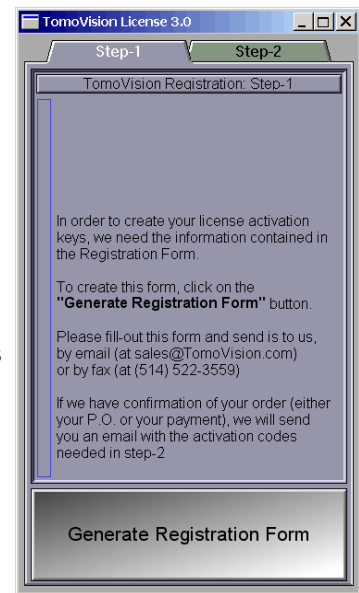 TomoVision License 3.0
Step-1 Step-2
TomoVision Registration: Step-1
In order to create your license activation
keys, we need the information contained in
the Registration Form.
To create this form, click on the
"Generate Registration Form" button.
Please fill-out this form and send is to us,
by email (at sales@TomoVision.com)
or by fax (at (514) 522-3559)
If we have confirmation of your order (either
your P.O. or your payment), we will send
you an email with the activation codes
needed in step-2
Generate Registration Form